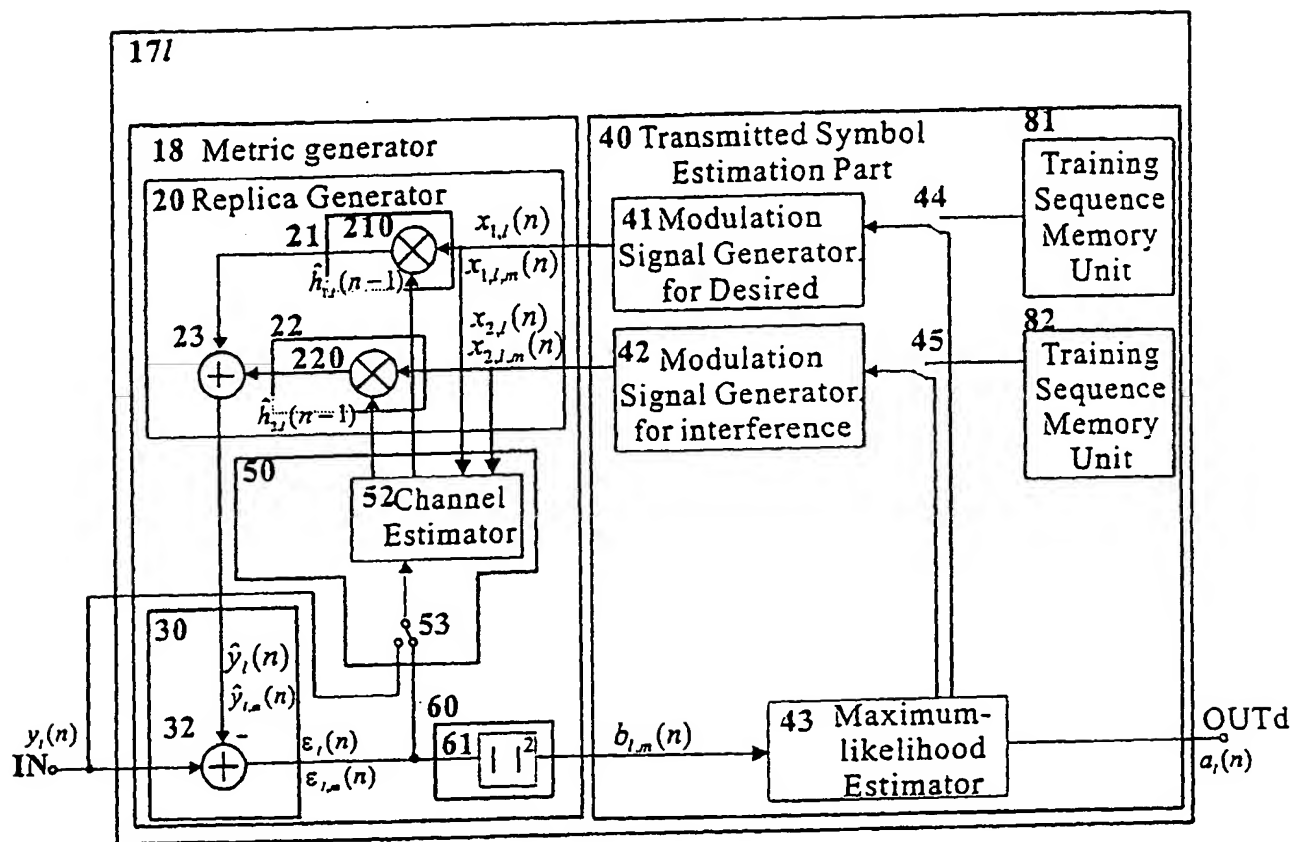 17l
18 Metric generator
20 Replica Generator
21
210
ĥ1,l(n−1)
x1,l(n)
x1,l,m(n)
23
22
220
ĥ2,l(n−1)
x2,l(n)
x2,l,m(n)
50
52 Channel
Estimator
53
30
ŷl(n)
ŷl,m(n)
yl(n)
IN
32
-
εl(n)
εl,m(n)
60
61 | |2
bl,m(n)
40 Transmitted Symbol
Estimation Part
41 Modulation
Signal Generator
for Desired
44
42 Modulation
Signal Generator
for interference
45
81
Training
Sequence
Memory
Unit
82
Training
Sequence
Memory
Unit
43 Maximum-
likelihood
Estimator
OUTd
al(n)